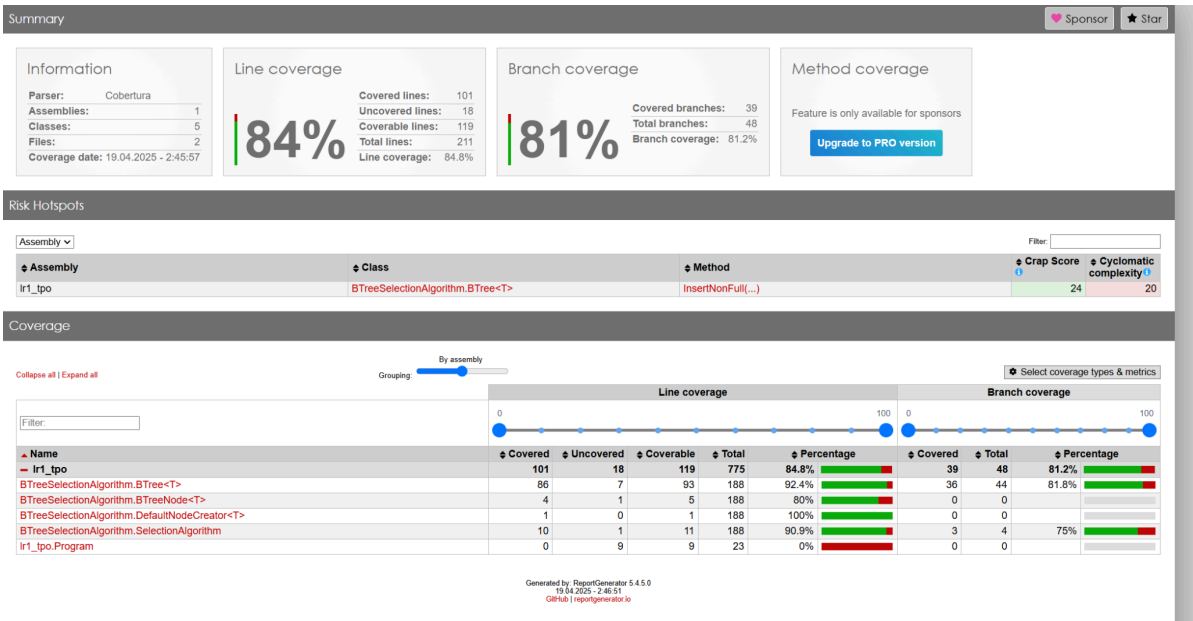 Summary
Sponsor Star
Information
Parser: Cobertura
Assemblies: 1
Classes: 5
Files: 2
Coverage date: 19.04.2025 - 2:45:57
Line coverage
84%
Covered lines: 101
Uncovered lines: 18
Coverable lines: 119
Total lines: 211
Line coverage: 84.8%
Branch coverage
81%
Covered branches: 39
Total branches: 48
Branch coverage: 81.2%
Method coverage
Feature is only available for sponsors
Upgrade to PRO version
Risk Hotspots
Assembly
Filter:
Assembly Class Method Crap Score Cyclomatic complexity
lr1_tpo BTreeSelectionAlgorithm.BTree<T> InsertNonFull(...) 24 20
Coverage
Collapse all | Expand all
By assembly
Grouping:
Select coverage types & metrics
Line coverage Branch coverage
Filter:
0 100 0 100
Name Covered Uncovered Coverable Total Percentage Covered Total Percentage
lr1_tpo 101 18 119 775 84.8% 39 48 81.2%
BTreeSelectionAlgorithm.BTree<T> 86 7 93 188 92.4% 36 44 81.8%
BTreeSelectionAlgorithm.BTreeNode<T> 4 1 5 188 80% 0 0
BTreeSelectionAlgorithm.DefaultNodeCreator<T> 1 0 1 188 100% 0 0
BTreeSelectionAlgorithm.SelectionAlgorithm 10 1 11 188 90.9% 3 4 75%
lr1_tpo.Program 0 9 9 23 0% 0 0
Generated by: ReportGenerator 5.4.5.0
19.04.2025 - 2:46:51
GitHub | reportgenerator.io